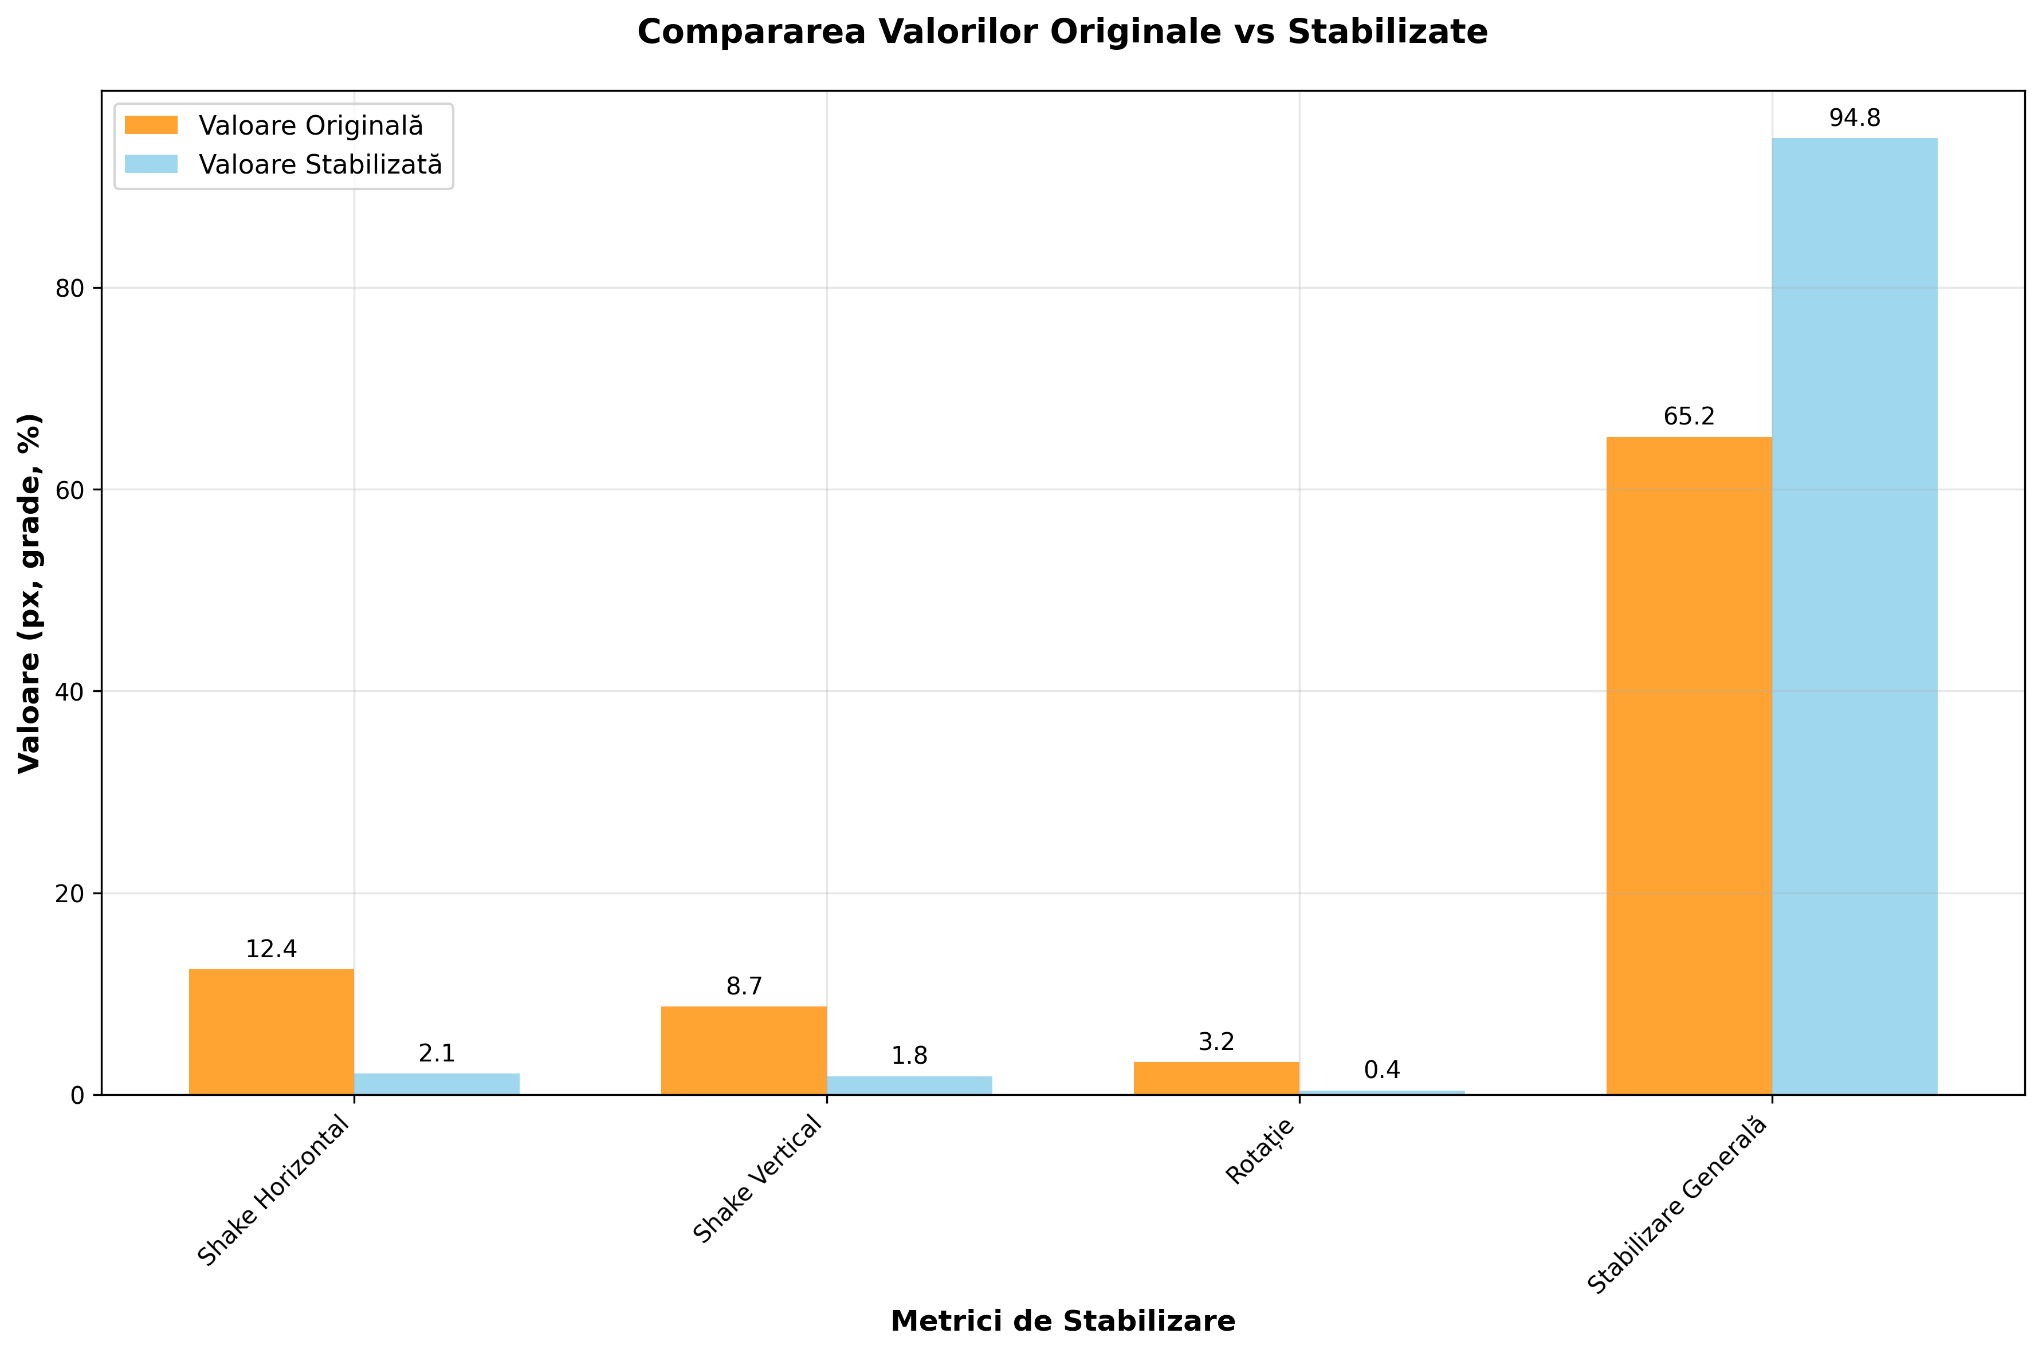 Compararea Valorilor Originale vs Stabilizate
Valoare Originală
Valoare Stabilizată
Valoare (px, grade, %)
80
60
40
20
0
12.4
2.1
8.7
1.8
3.2
0.4
65.2
94.8
Shake Horizontal
Shake Vertical
Rotație
Stabilizare Generală
Metrici de Stabilizare